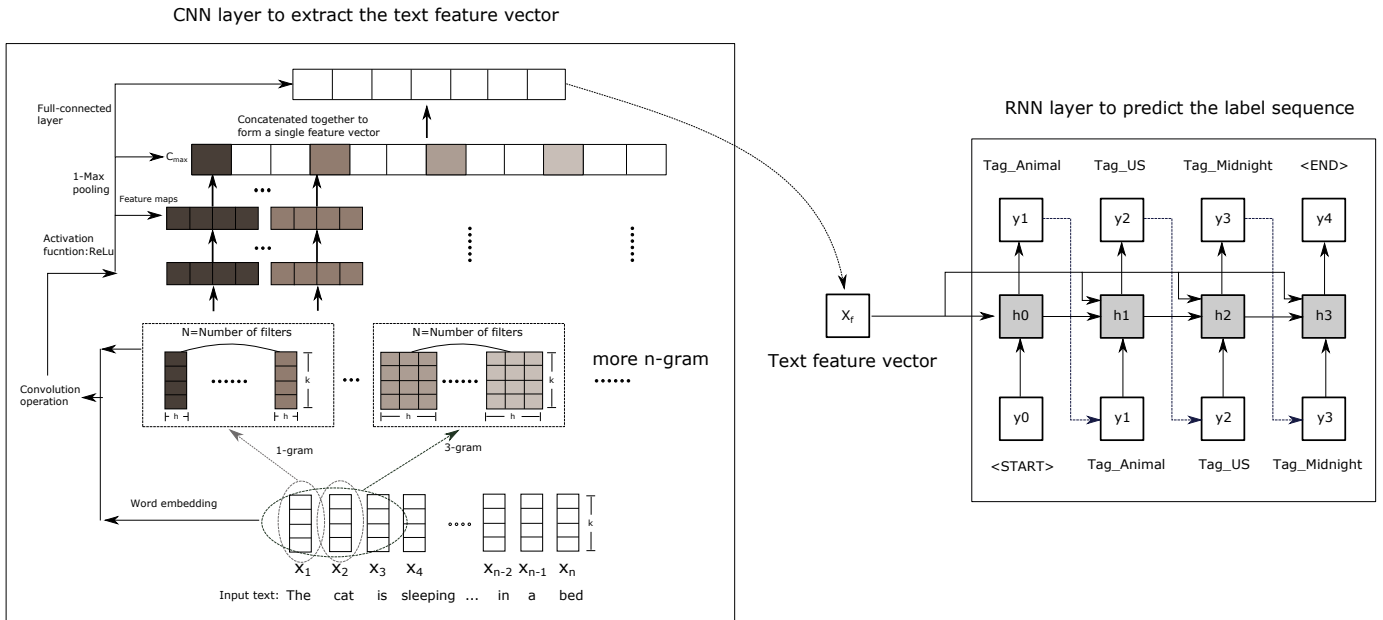 CNN layer to extract the text feature vector
Full-connected
layer
Concatenated together to
form a single feature vector
Cmax
1-Max
pooling
Feature maps
Activation
fucntion:ReLu
N=Number of filters
N=Number of filters
more n-gram
k
k
h
h
h
h
Convolution
operation
1-gram
3-gram
Word embedding
k
x1 x2 x3 x4 xn-2 xn-1 xn
Input text: The cat is sleeping ... in a bed
Xf
Text feature vector
RNN layer to predict the label sequence
Tag_Animal Tag_US Tag_Midnight <END>
y1 y2 y3 y4
h0 h1 h2 h3
y0 y1 y2 y3
<START> Tag_Animal Tag_US Tag_Midnight